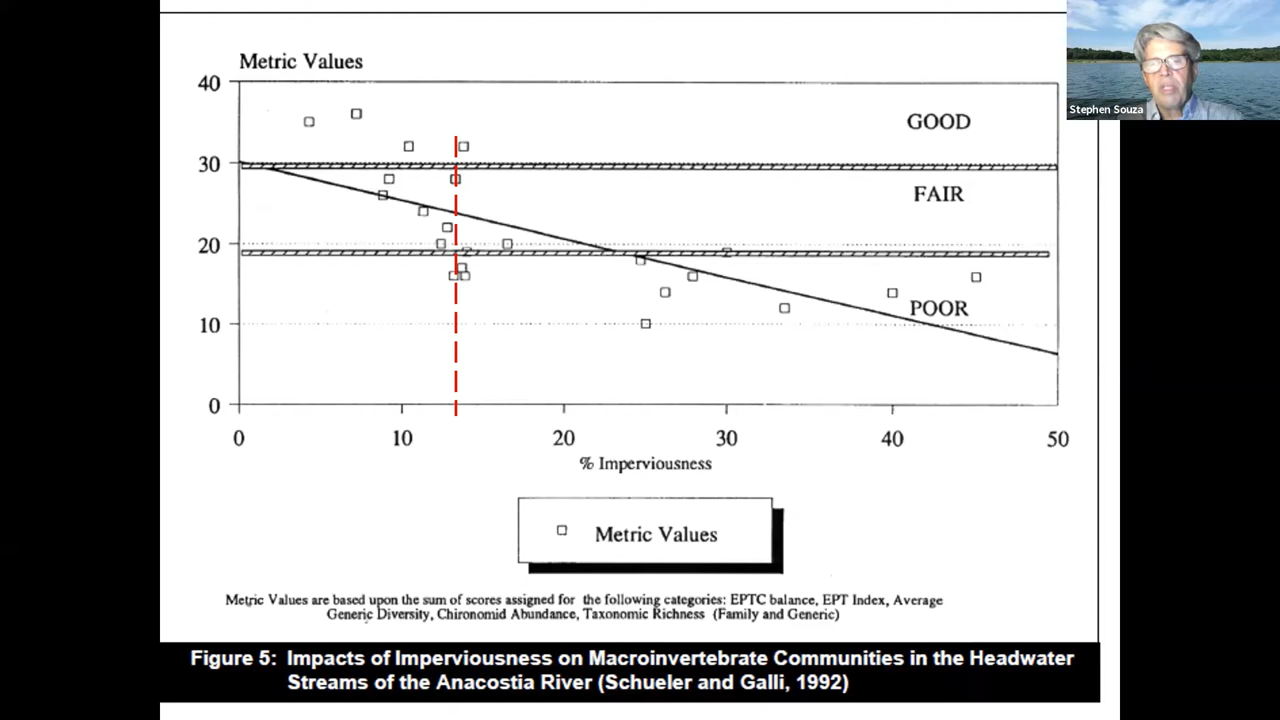 Metric Values
40
30
20
10
0
GOOD
FAIR
POOR
0 10 20 30 40 50
% Imperviousness
Metric Values
Metric Values are based upon the sum of scores assigned for the following categories: EPTC balance, EPT Index, Average
Generic Diversity, Chironomid Abundance, Taxonomic Richness (Family and Generic)
Figure 5: Impacts of Imperviousness on Macroinvertebrate Communities in the Headwater
Streams of the Anacostia River (Schueler and Galli, 1992)
Stephen Souza